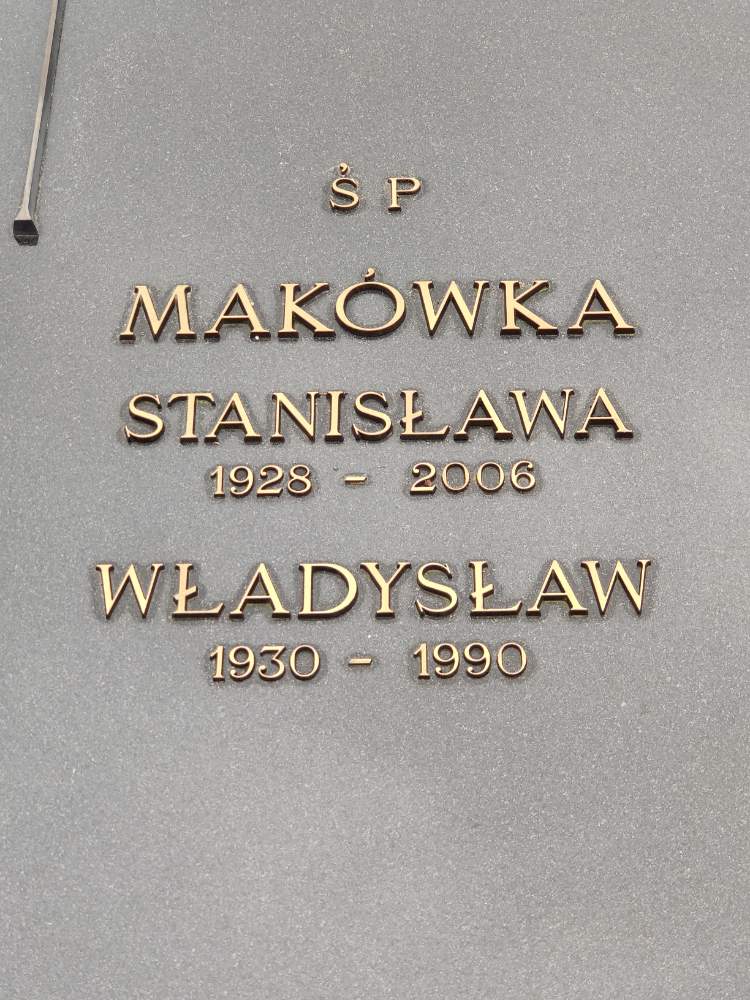 Ś P
MAKÓWKA
STANISŁAWA
1928 - 2006
WŁADYSŁAW
1930 - 1990